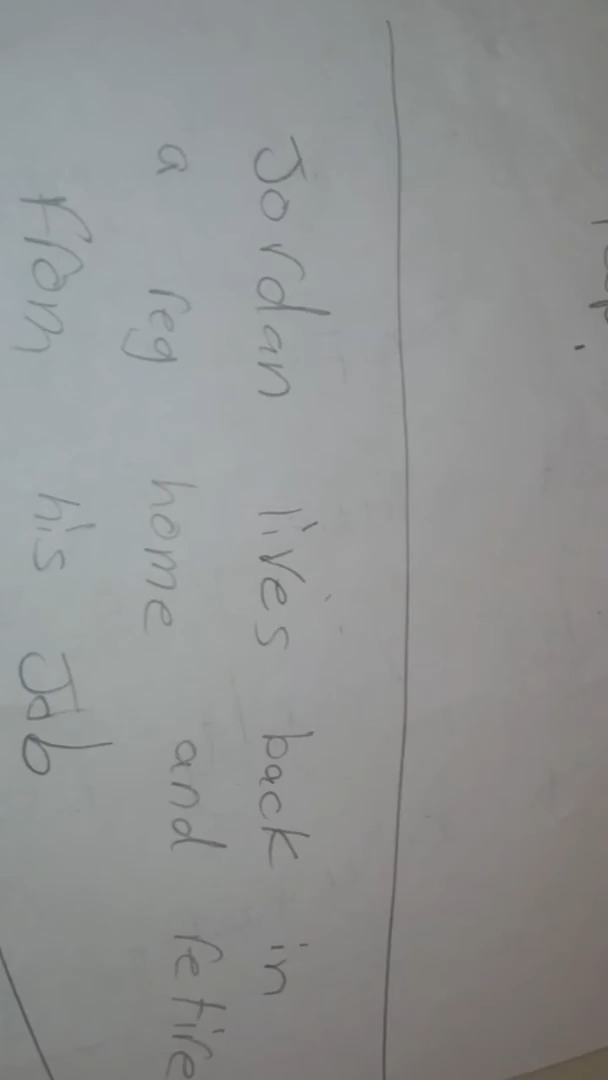 Jordan lives back in
a reg home and retire
from his Job